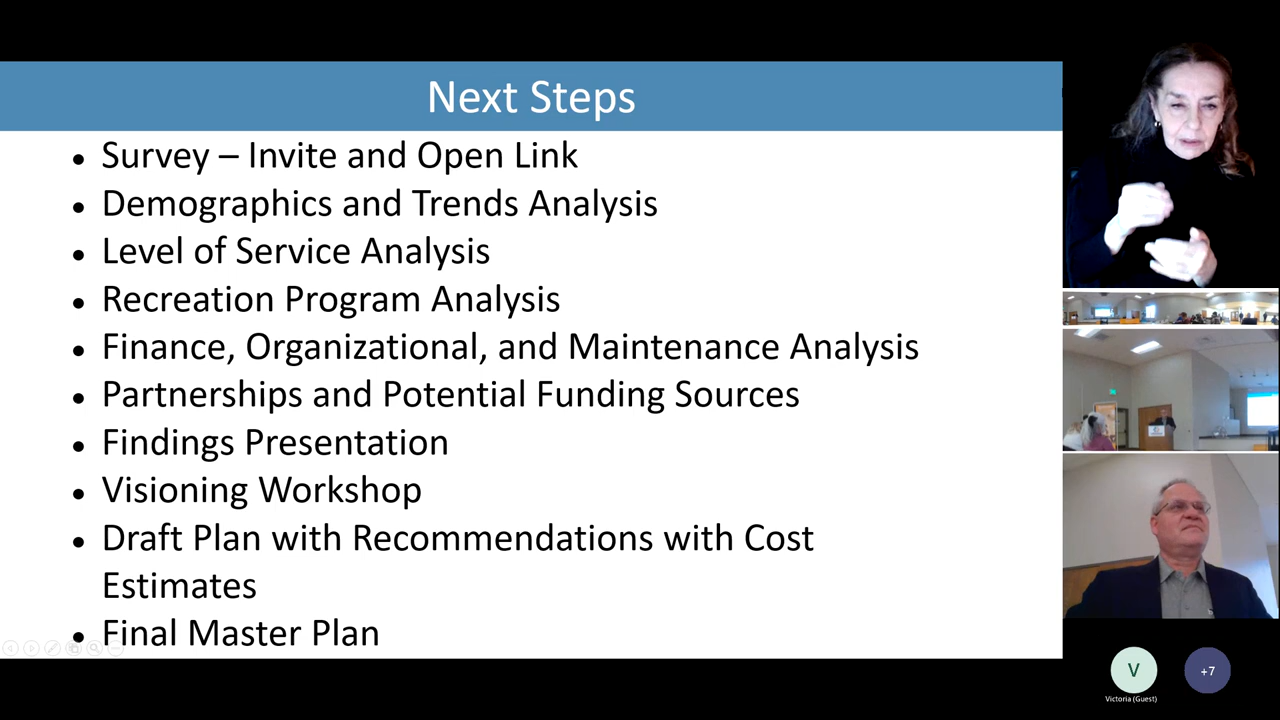 Next Steps
• Survey – Invite and Open Link
• Demographics and Trends Analysis
• Level of Service Analysis
• Recreation Program Analysis
• Finance, Organizational, and Maintenance Analysis
• Partnerships and Potential Funding Sources
• Findings Presentation
• Visioning Workshop
• Draft Plan with Recommendations with Cost
Estimates
• Final Master Plan
V
+7
Victoria (Guest)